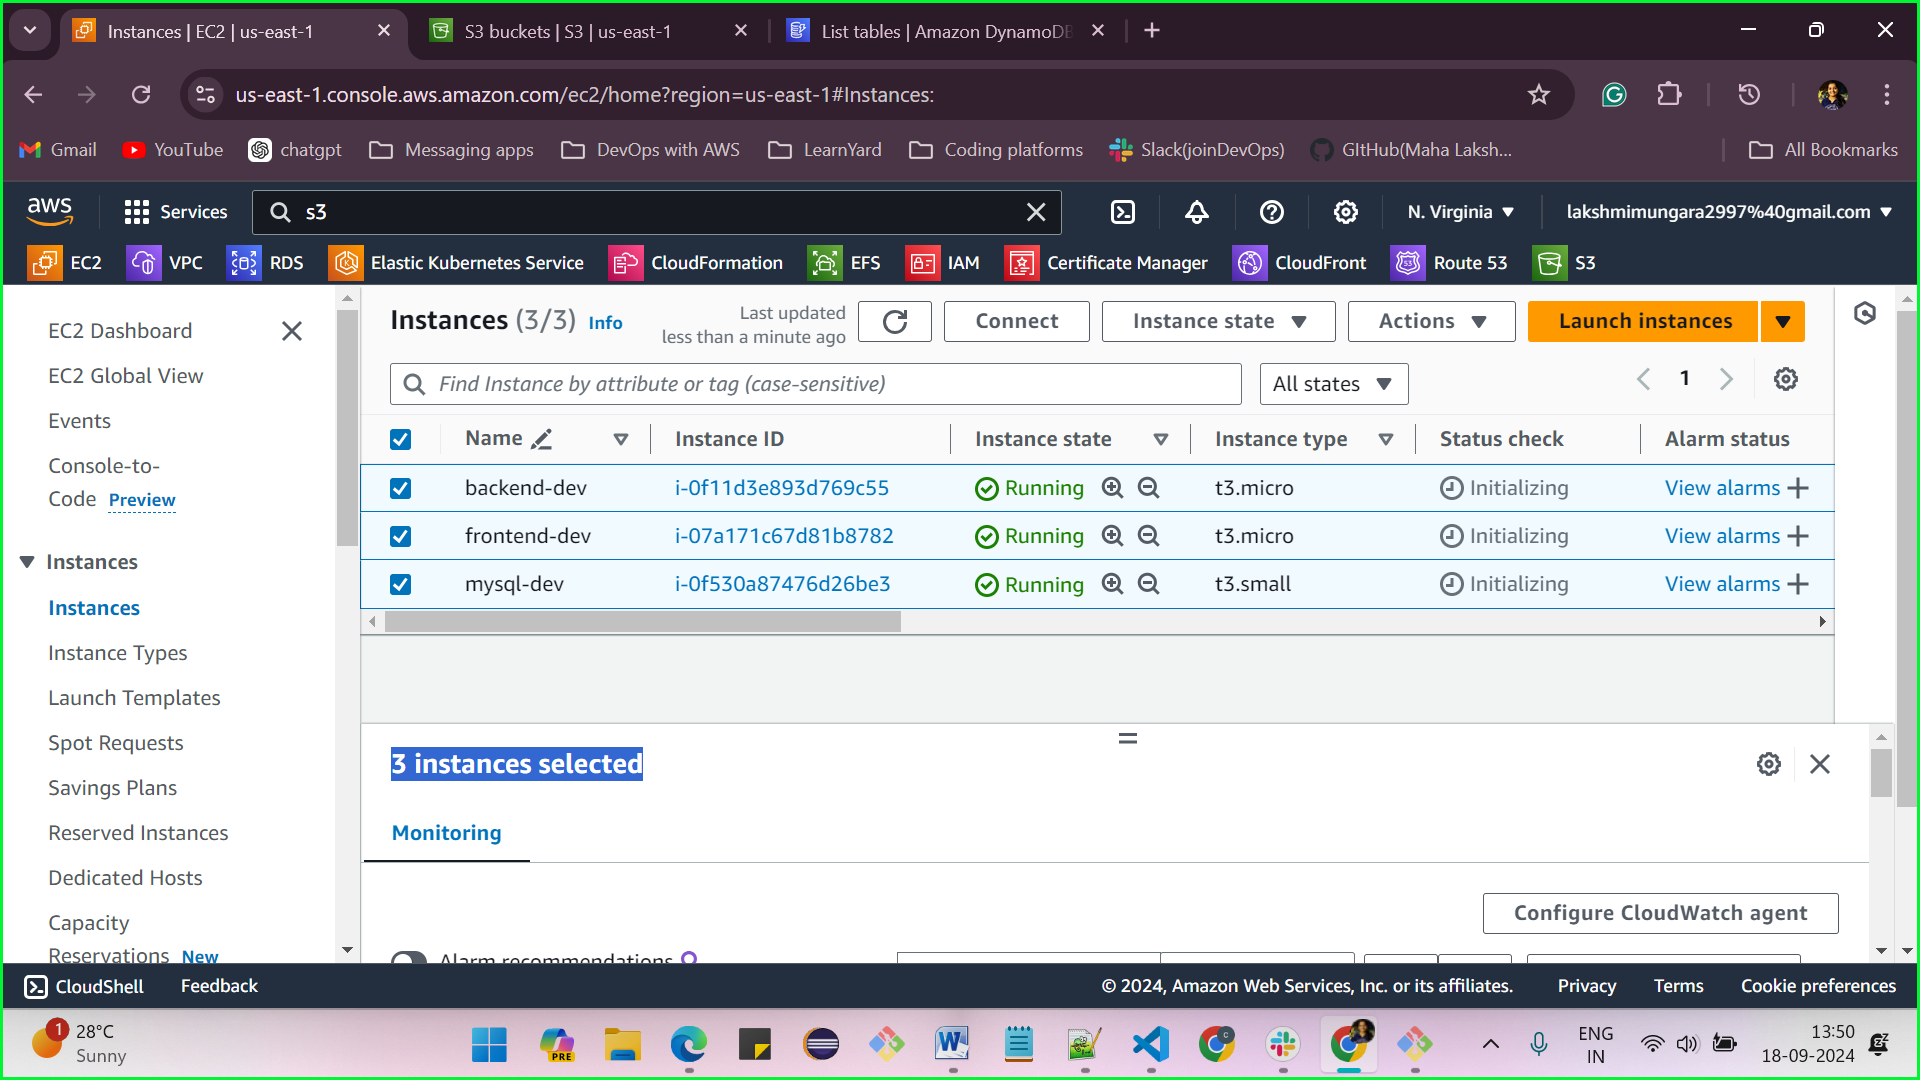 Instances | EC2 | us-east-1
S3 buckets | S3 | us-east-1
List tables | Amazon DynamoDB
us-east-1.console.aws.amazon.com/ec2/home?region=us-east-1#Instances:
Gmail
YouTube
chatgpt
Messaging apps
DevOps with AWS
LearnYard
Coding platforms
Slack(joinDevOps)
GItHub(Maha Laksh...
All Bookmarks
aws
Services
s3
N. Virginia
lakshmimungara2997%40gmail.com
EC2
VPC
RDS
Elastic Kubernetes Service
CloudFormation
EFS
IAM
Certificate Manager
CloudFront
Route 53
S3
EC2 Dashboard
EC2 Global View
Events
Console-to-
Code Preview
Instances
Instances
Instance Types
Launch Templates
Spot Requests
Savings Plans
Reserved Instances
Dedicated Hosts
Capacity
Reservations New
Instances (3/3) Info
Last updated
less than a minute ago
Connect
Instance state
Actions
Launch instances
Find Instance by attribute or tag (case-sensitive)
All states
1
Name Instance ID Instance state Instance type Status check Alarm status
backend-dev i-0f11d3e893d769c55 Running t3.micro Initializing View alarms
frontend-dev i-07a171c67d81b8782 Running t3.micro Initializing View alarms
mysql-dev i-0f530a87476d26be3 Running t3.small Initializing View alarms
3 instances selected
Monitoring
Configure CloudWatch agent
Alarm recommendations
CloudShell
Feedback
© 2024, Amazon Web Services, Inc. or its affiliates.
Privacy
Terms
Cookie preferences
1
28°C
Sunny
PRE
ENG
IN
13:50
18-09-2024